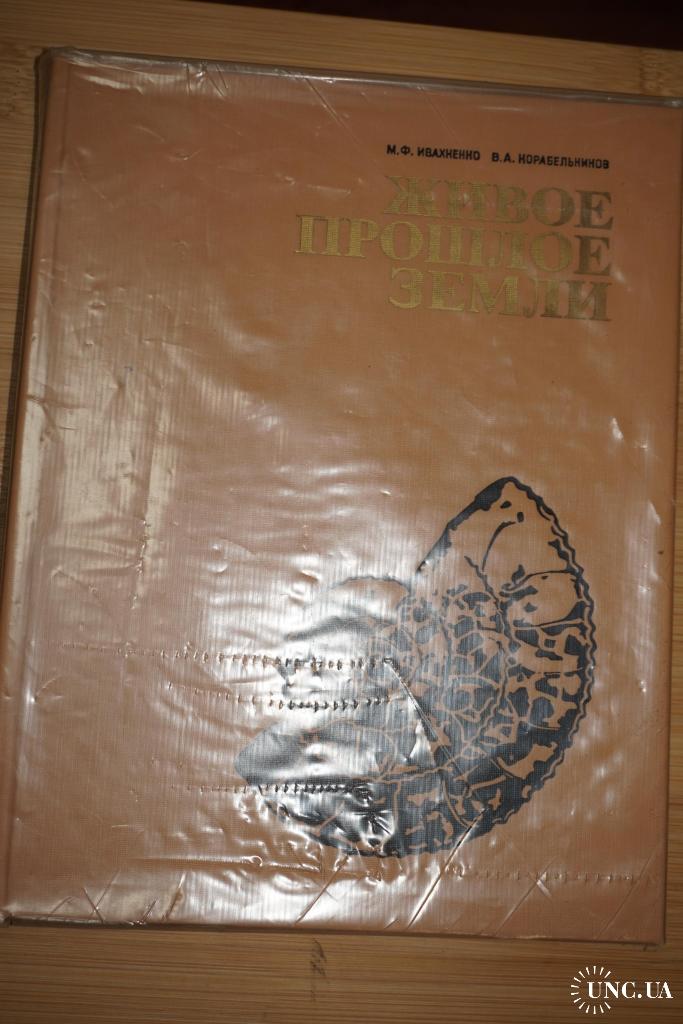 М.Ф. ИВАХНЕНКО В.А. КОРАБЕЛЬНИКОВ
ЖИВОЕ
ПРОШЛОЕ
ЗЕМЛИ
UNC.UA